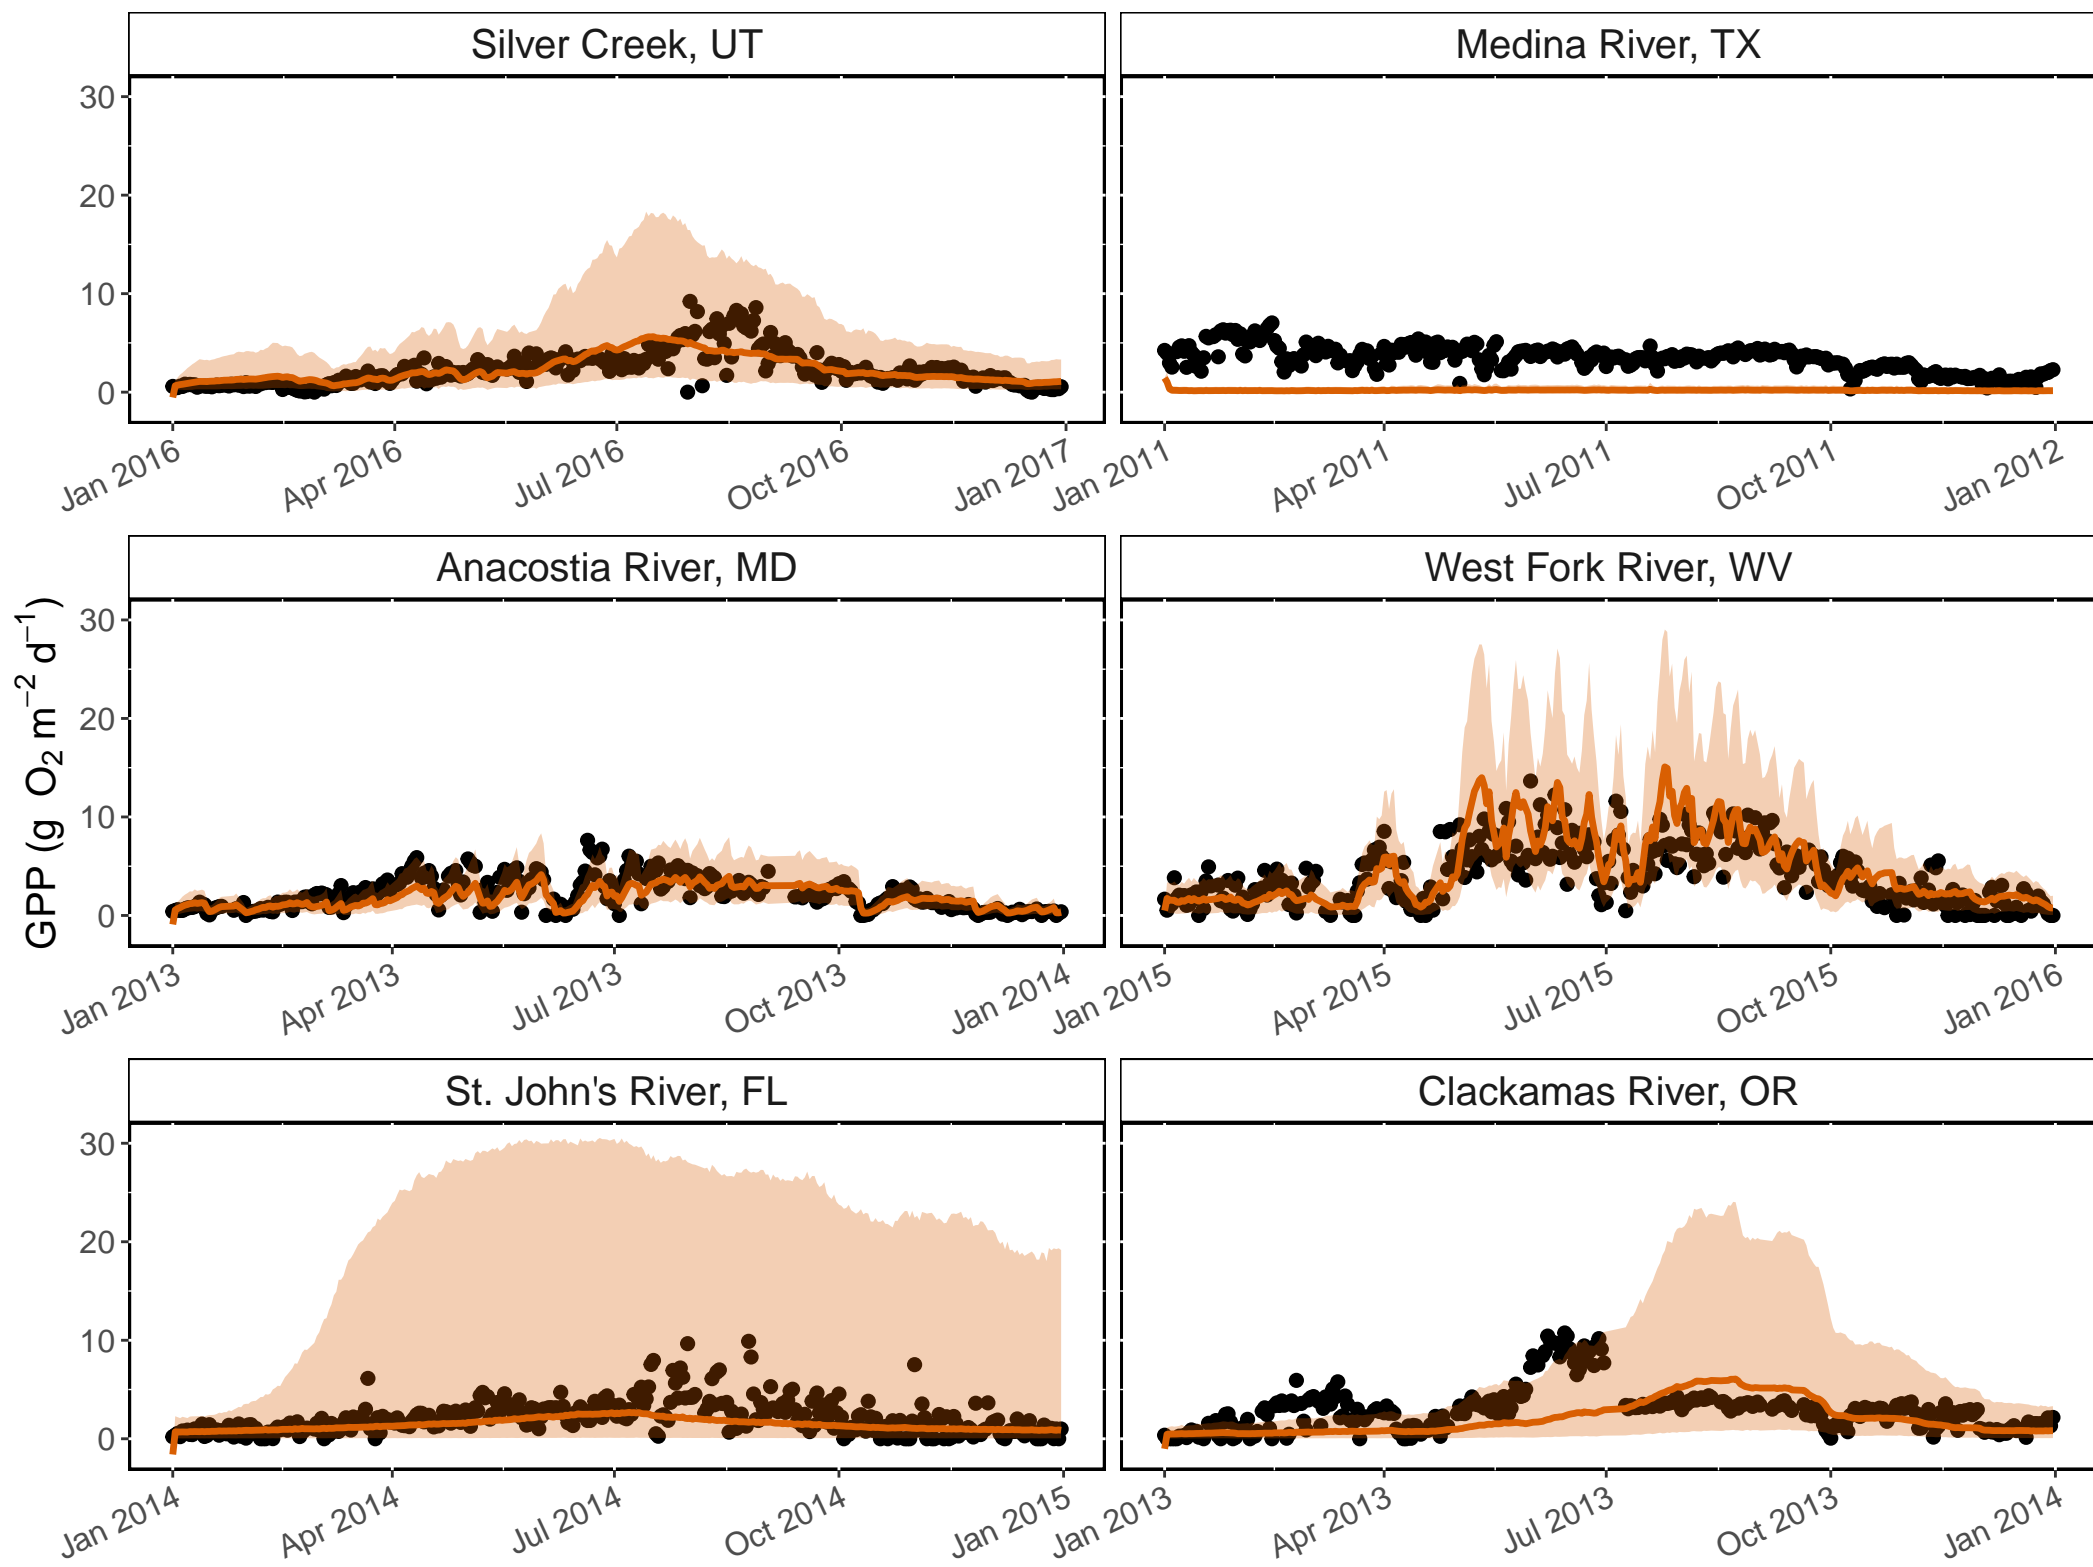 Silver Creek, UT
Medina River, TX
30
20
10
0
Jan 2016
Apr 2016
Jul 2016
Oct 2016
Jan 2017
Jan 2011
Apr 2011
Jul 2011
Oct 2011
Jan 2012
Anacostia River, MD
West Fork River, WV
GPP (g O₂ m⁻² d⁻¹)
30
20
10
0
Jan 2013
Apr 2013
Jul 2013
Oct 2013
Jan 2014
Jan 2015
Apr 2015
Jul 2015
Oct 2015
Jan 2016
St. John's River, FL
Clackamas River, OR
30
20
10
0
Jan 2014
Apr 2014
Jul 2014
Oct 2014
Jan 2015
Jan 2013
Apr 2013
Jul 2013
Oct 2013
Jan 2014